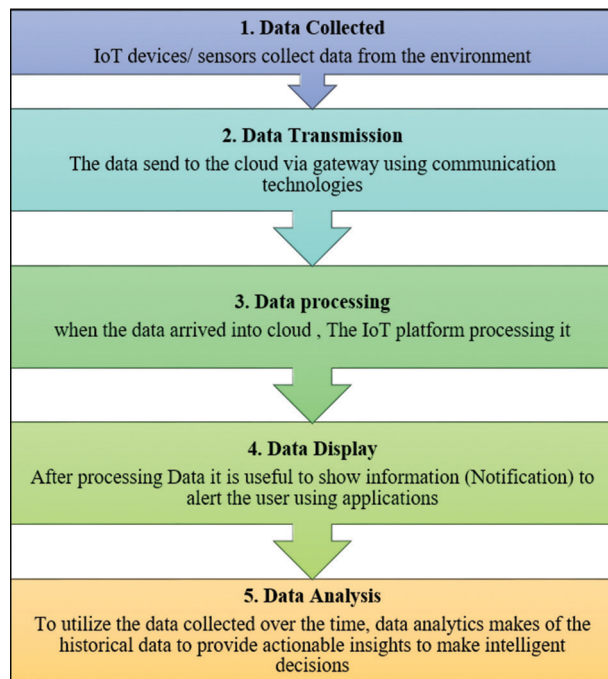 1. Data Collected
IoT devices/ sensors collect data from the environment
2. Data Transmission
The data send to the cloud via gateway using communication
technologies
3. Data processing
when the data arrived into cloud , The IoT platform processing it
4. Data Display
After processing Data it is useful to show information (Notification) to
alert the user using applications
5. Data Analysis
To utilize the data collected over the time, data analytics makes of the
historical data to provide actionable insights to make intelligent
decisions